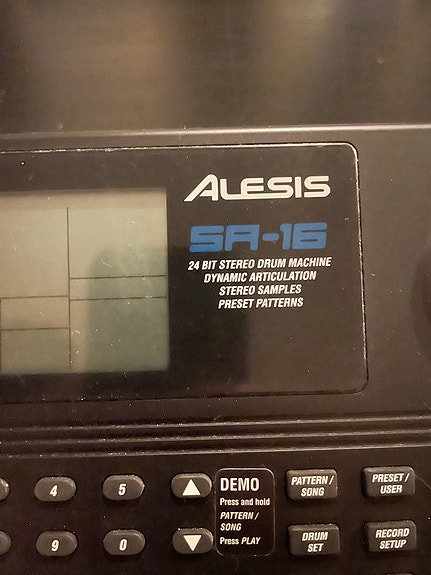 ALESIS
SR-16
24 BIT STEREO DRUM MACHINE
DYNAMIC ARTICULATION
STEREO SAMPLES
PRESET PATTERNS
4
5
▲
DEMO
Press and hold
PATTERN /
SONG
Press PLAY
PATTERN /
SONG
PRESET /
USER
9
0
▼
DRUM
SET
RECORD
SETUP